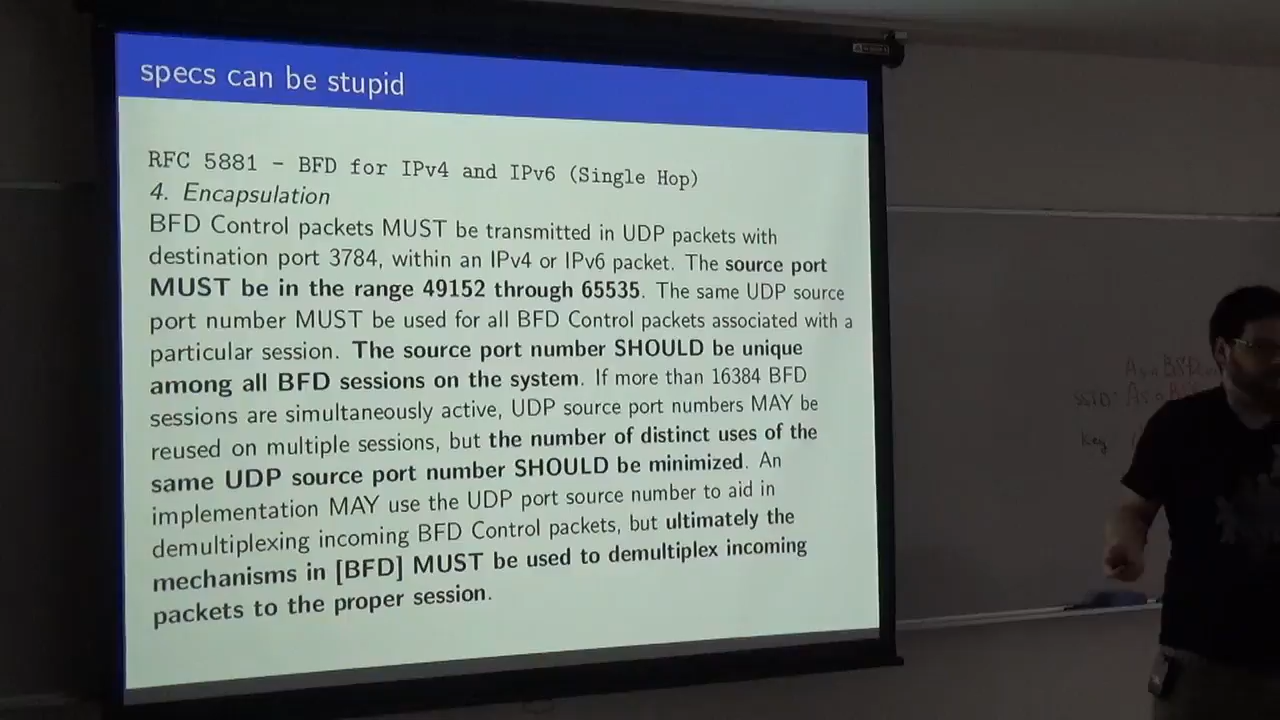 specs can be stupid
RFC 5881 - BFD for IPv4 and IPv6 (Single Hop)
4. Encapsulation
BFD Control packets MUST be transmitted in UDP packets with
destination port 3784, within an IPv4 or IPv6 packet. The source port
MUST be in the range 49152 through 65535. The same UDP source
port number MUST be used for all BFD Control packets associated with a
particular session. The source port number SHOULD be unique
among all BFD sessions on the system. If more than 16384 BFD
sessions are simultaneously active, UDP source port numbers MAY be
reused on multiple sessions, but the number of distinct uses of the
same UDP source port number SHOULD be minimized. An
implementation MAY use the UDP port source number to aid in
demultiplexing incoming BFD Control packets, but ultimately the
mechanisms in [BFD] MUST be used to demultiplex incoming
packets to the proper session.